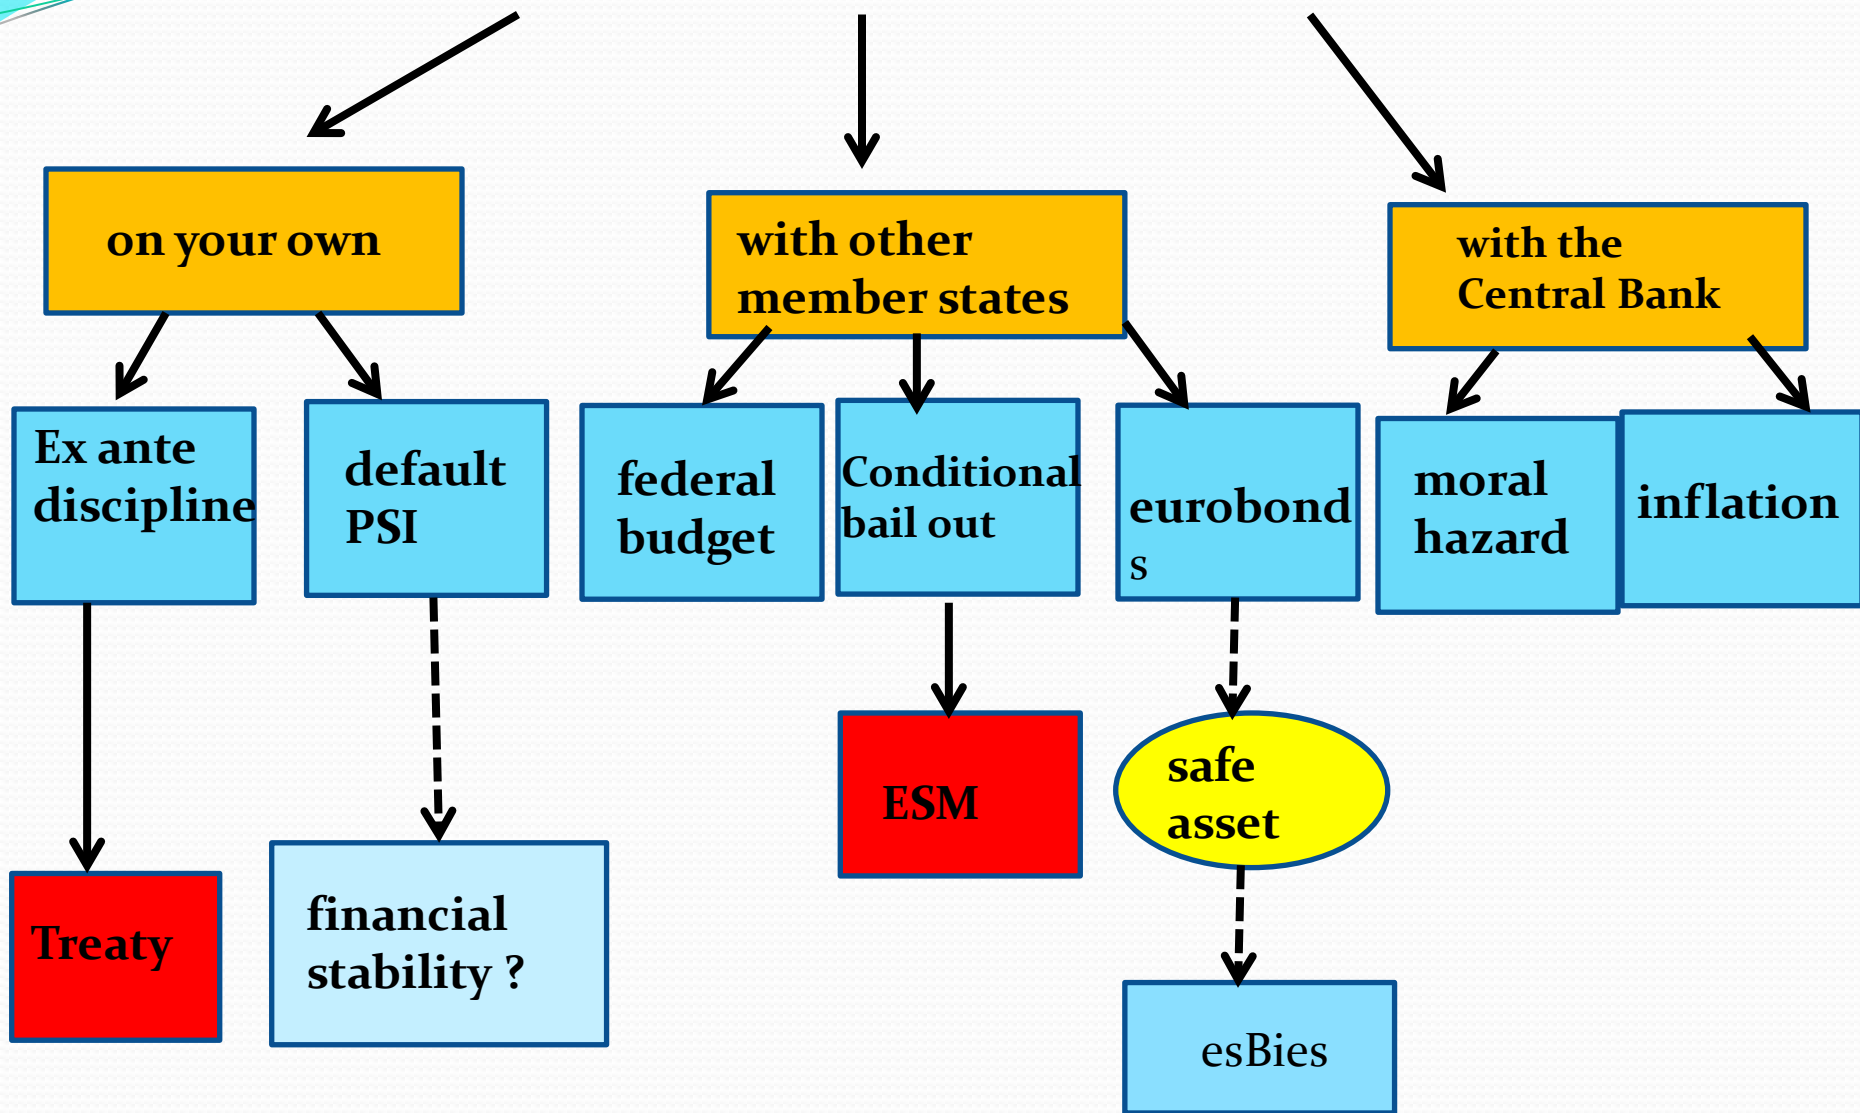 on your own
with other
member states
with the
Central Bank
Ex ante
discipline
default
PSI
federal
budget
Conditional
bail out
eurobond
s
moral
hazard
inflation
Treaty
financial
stability ?
ESM
safe
asset
esBies